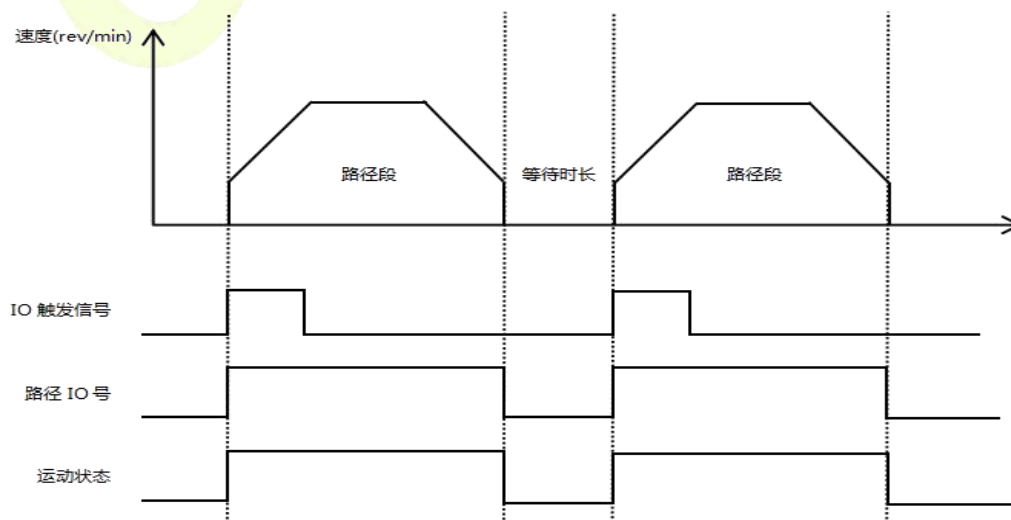 速度(rev/min)
路径段
等待时长
路径段
IO 触发信号
路径 IO 号
运动状态